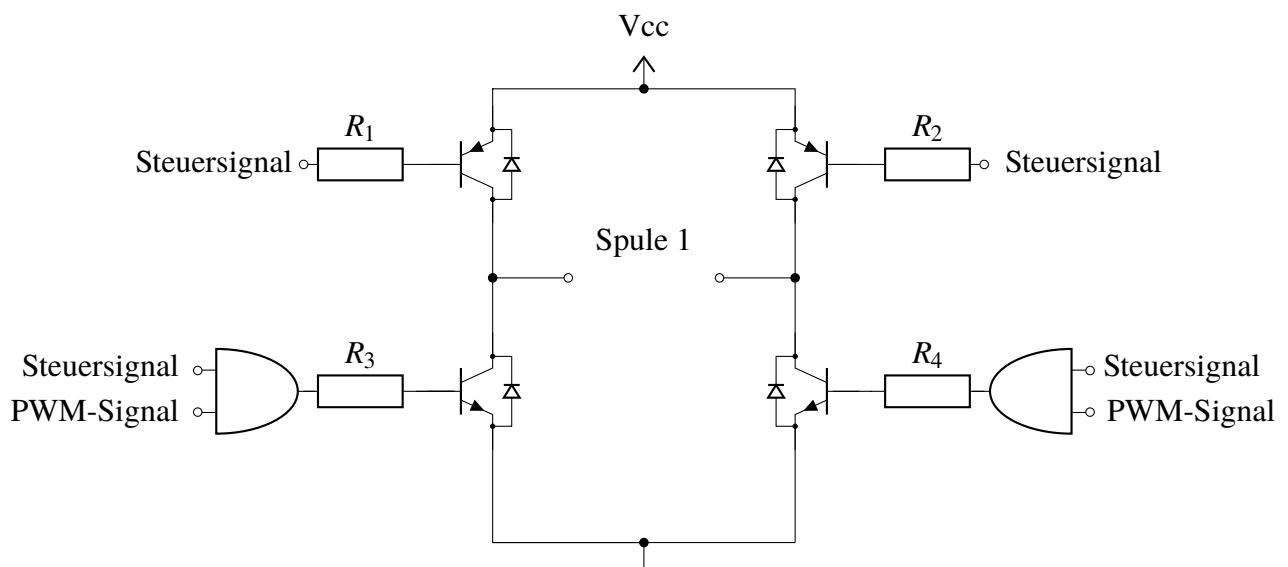 Vcc
R1
R2
Steuersignal
Steuersignal
Spule 1
Steuersignal
R3
R4
Steuersignal
PWM-Signal
PWM-Signal